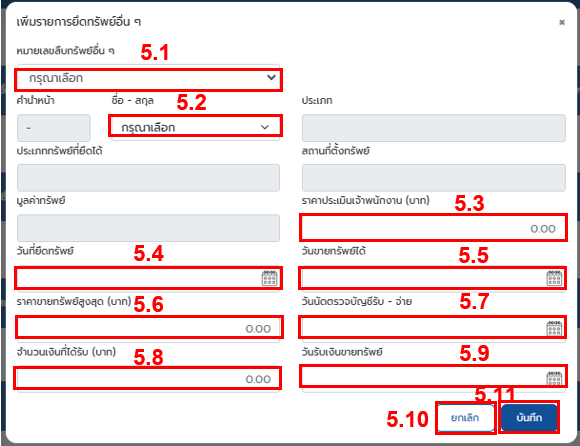 เพิ่มรายการยึดทรัพย์อื่น ๆ ×
หมายเลขสืบทรัพย์อื่น ๆ 5.1
กรุณาเลือก
คำนำหน้า ชื่อ - สกุล 5.2 ประเภท
- กรุณาเลือก
ประเภททรัพย์ที่ยึดได้ สถานที่ตั้งทรัพย์
มูลค่าทรัพย์ ราคาประเมินเจ้าพนักงาน (บาท) 5.3
0.00
วันที่ยึดทรัพย์ 5.4 วันขายทรัพย์ได้ 5.5
ราคาขายทรัพย์สูงสุด (บาท) 5.6 วันนัดตรวจบัญชีรับ - จ่าย 5.7
0.00
จำนวนเงินที่ได้รับ (บาท) 5.8 วันรับเงินขายทรัพย์ 5.9
0.00
5.10 ยกเลิก 5.11 บันทึก